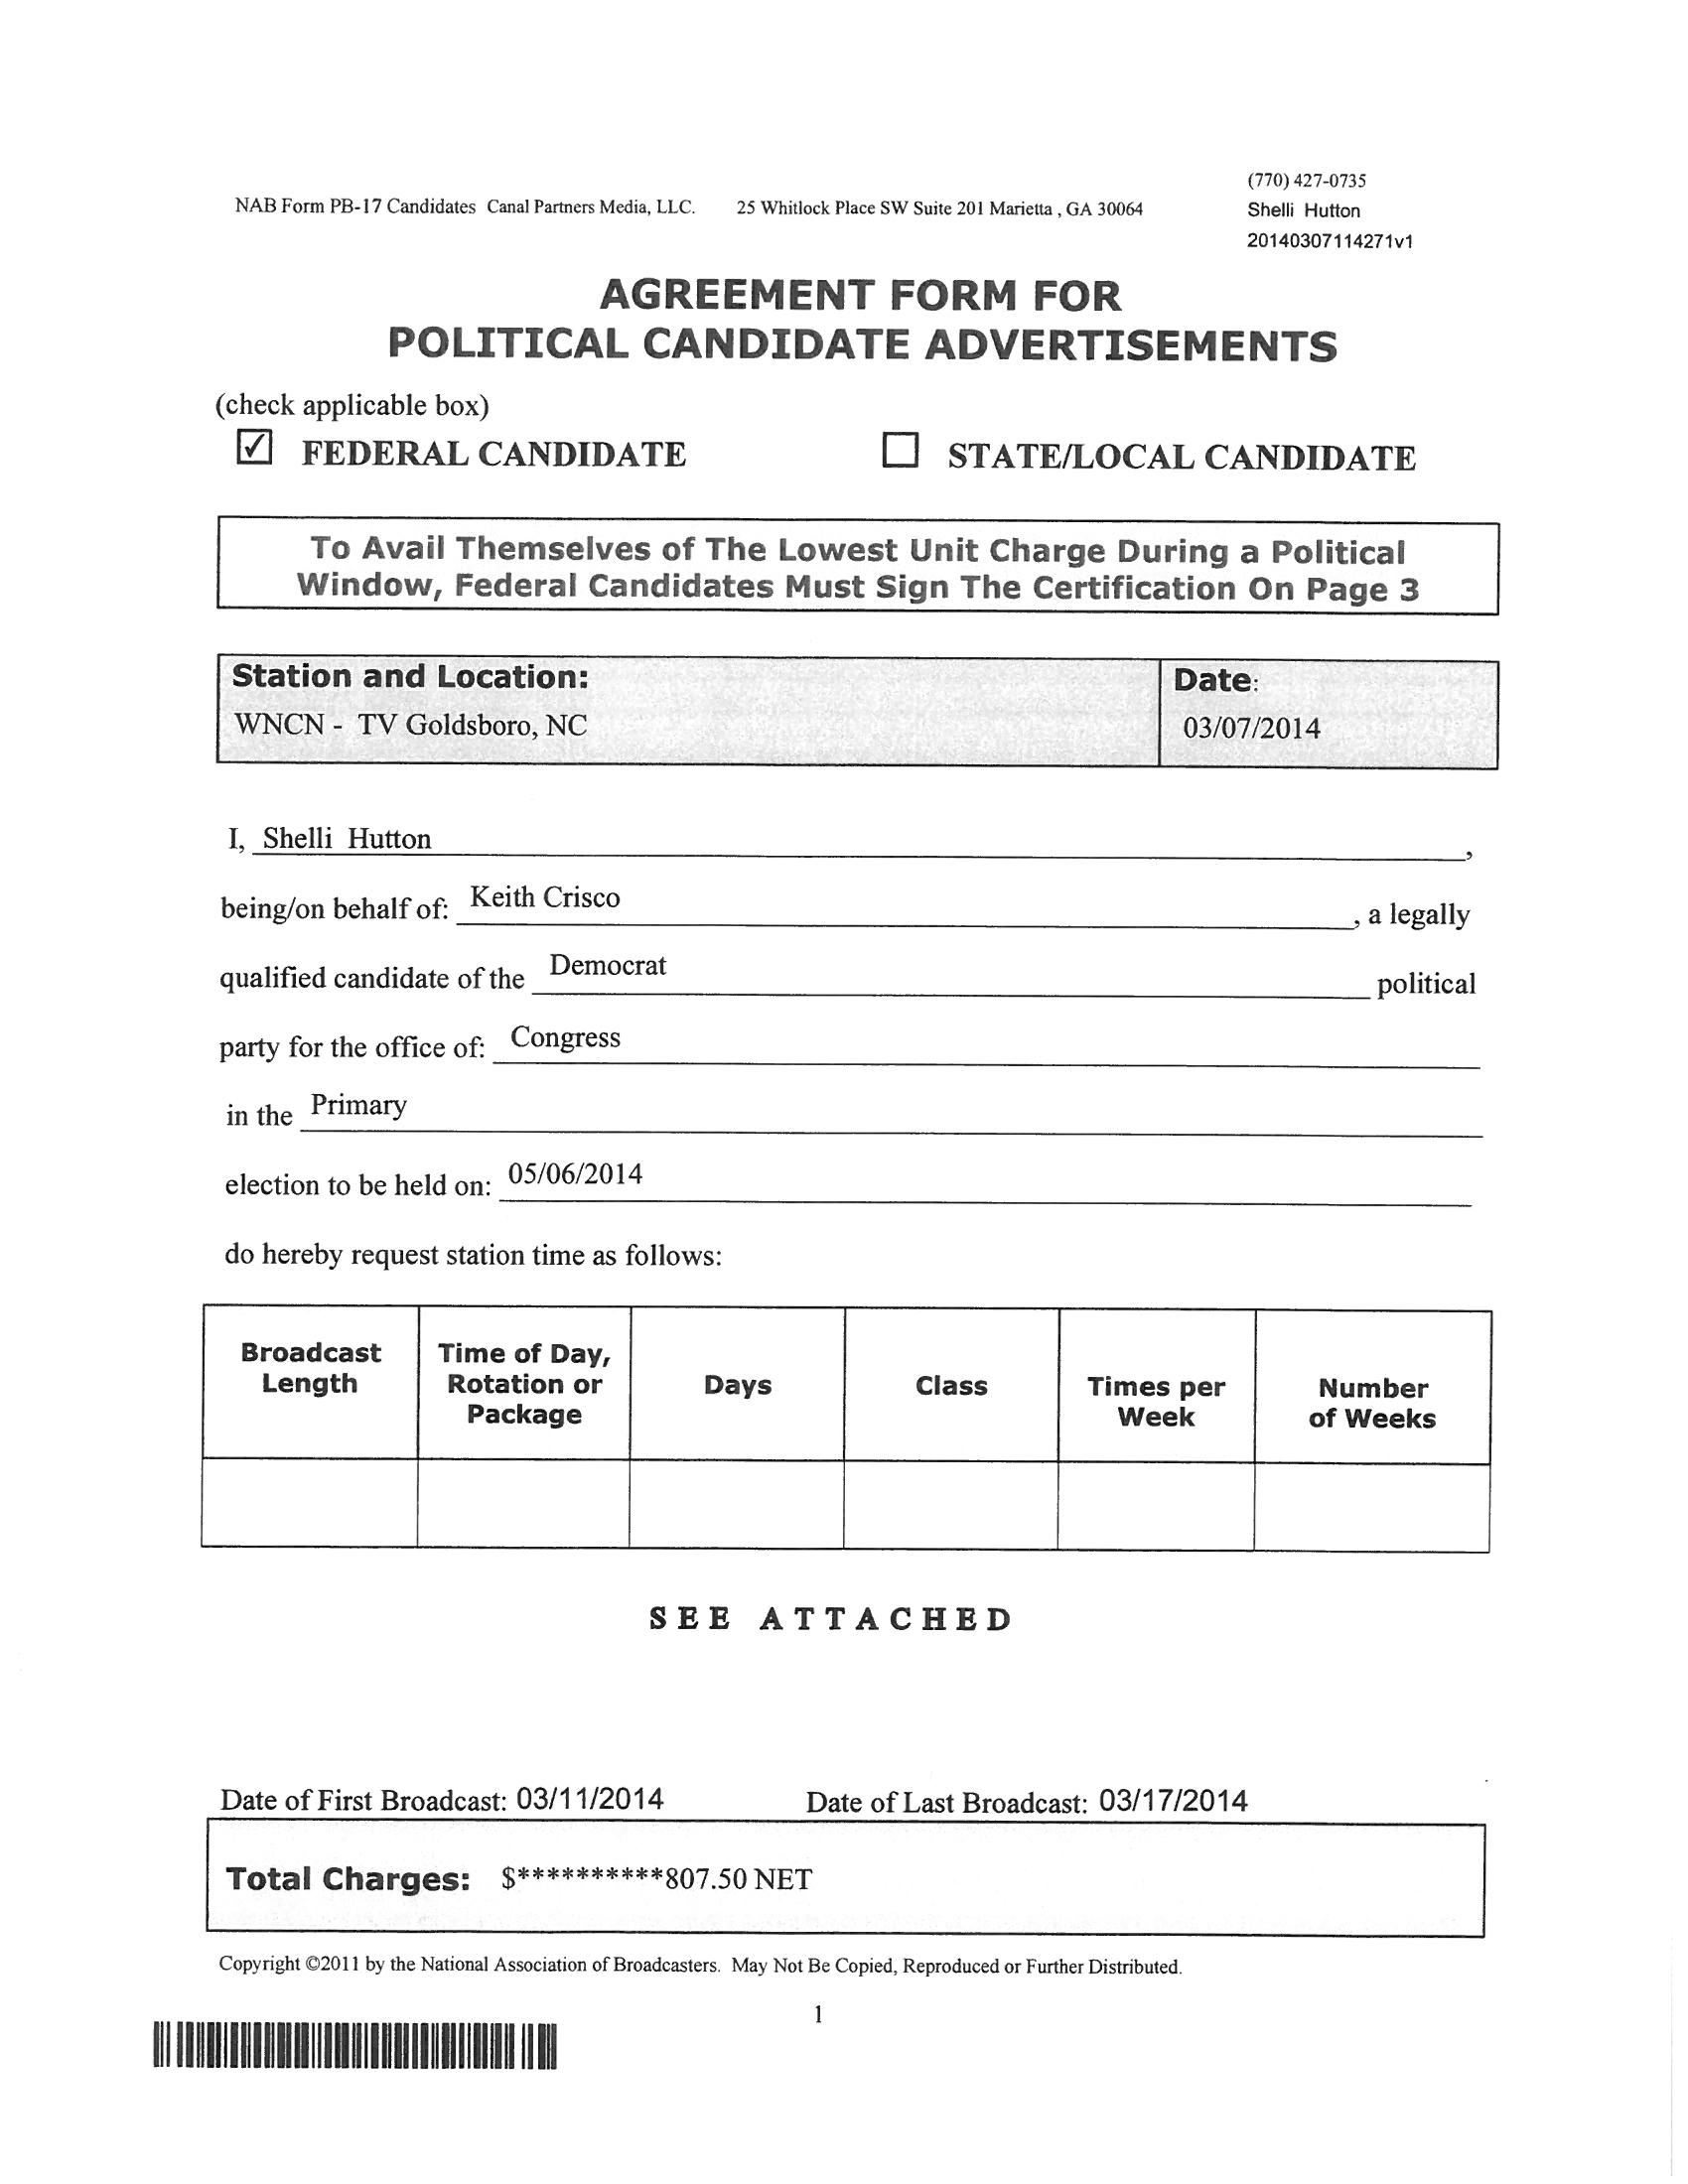 (770) 427-0735
NAB Form PB-17 Candidates Canal Partners Media, LLC. 25 Whitlock Place SW Suite 201 Marietta , GA 30064
Shelli Hutton
20140307114271v1
AGREEMENT FORM FOR
POLITICAL CANDIDATE ADVERTISEMENTS
(check applicable box)
☑ FEDERAL CANDIDATE ☐ STATE/LOCAL CANDIDATE
To Avail Themselves of The Lowest Unit Charge During a Political
Window, Federal Candidates Must Sign The Certification On Page 3
Station and Location: Date:
WNCN - TV Goldsboro, NC 03/07/2014
I, Shelli Hutton,
being/on behalf of: Keith Crisco, a legally
qualified candidate of the Democrat political
party for the office of: Congress
in the Primary
election to be held on: 05/06/2014
do hereby request station time as follows:
Broadcast Length Time of Day, Rotation or Package Days Class Times per Week Number of Weeks
SEE ATTACHED
Date of First Broadcast: 03/11/2014 Date of Last Broadcast: 03/17/2014
Total Charges: $**********807.50 NET
Copyright ©2011 by the National Association of Broadcasters. May Not Be Copied, Reproduced or Further Distributed.
1